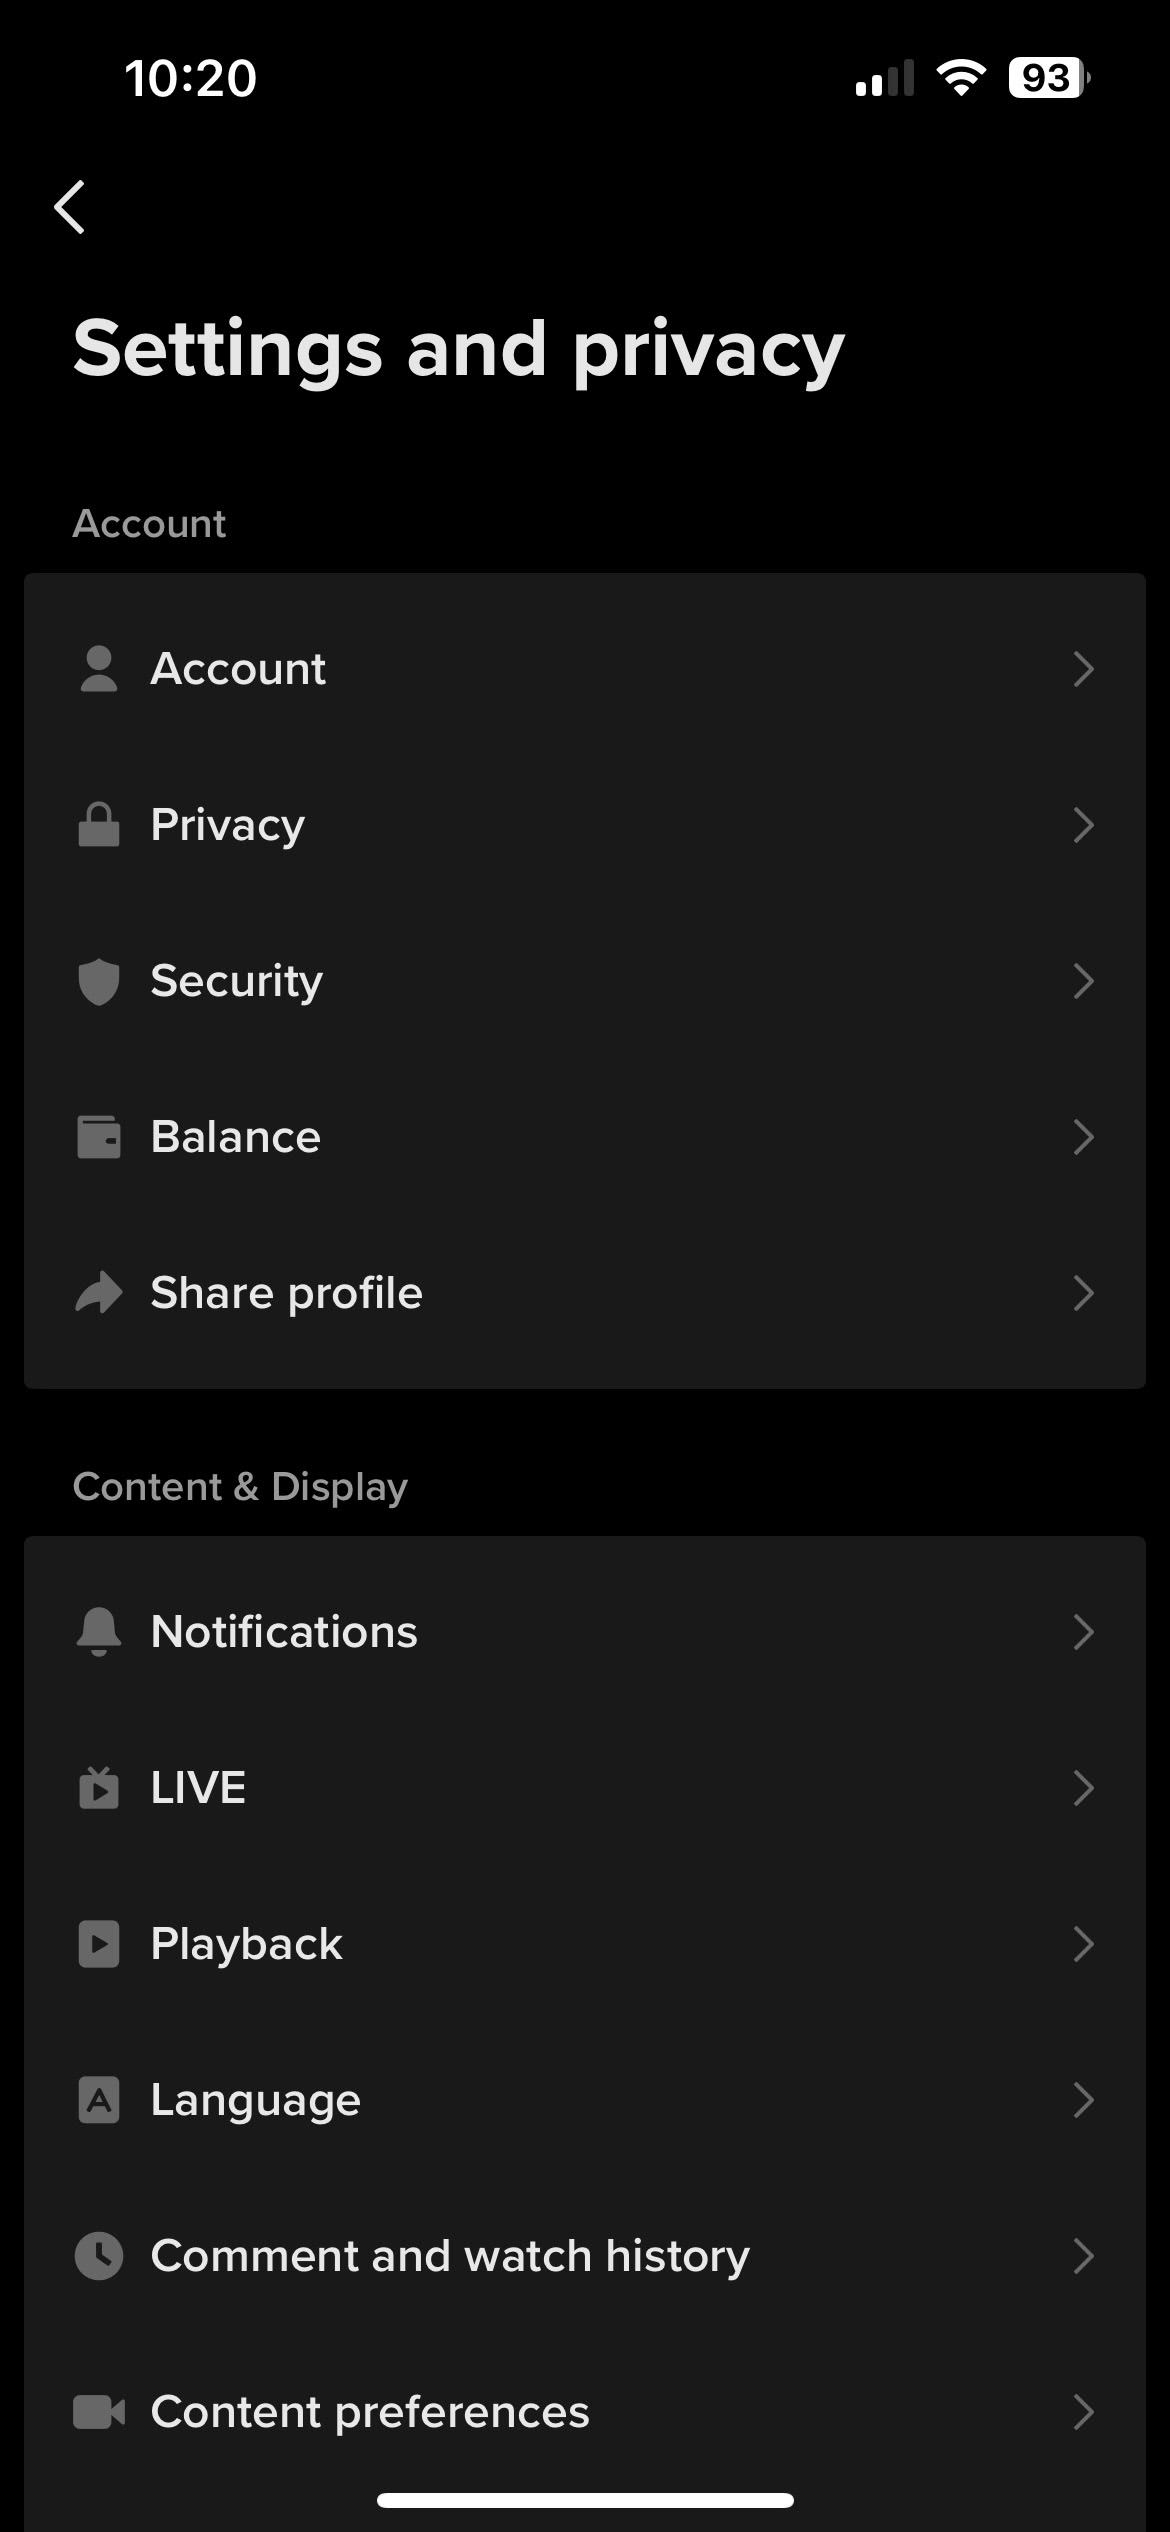 10:20
93
Settings and privacy
Account
Account
Privacy
Security
Balance
Share profile
Content & Display
Notifications
LIVE
Playback
A
Language
Comment and watch history
Content preferences